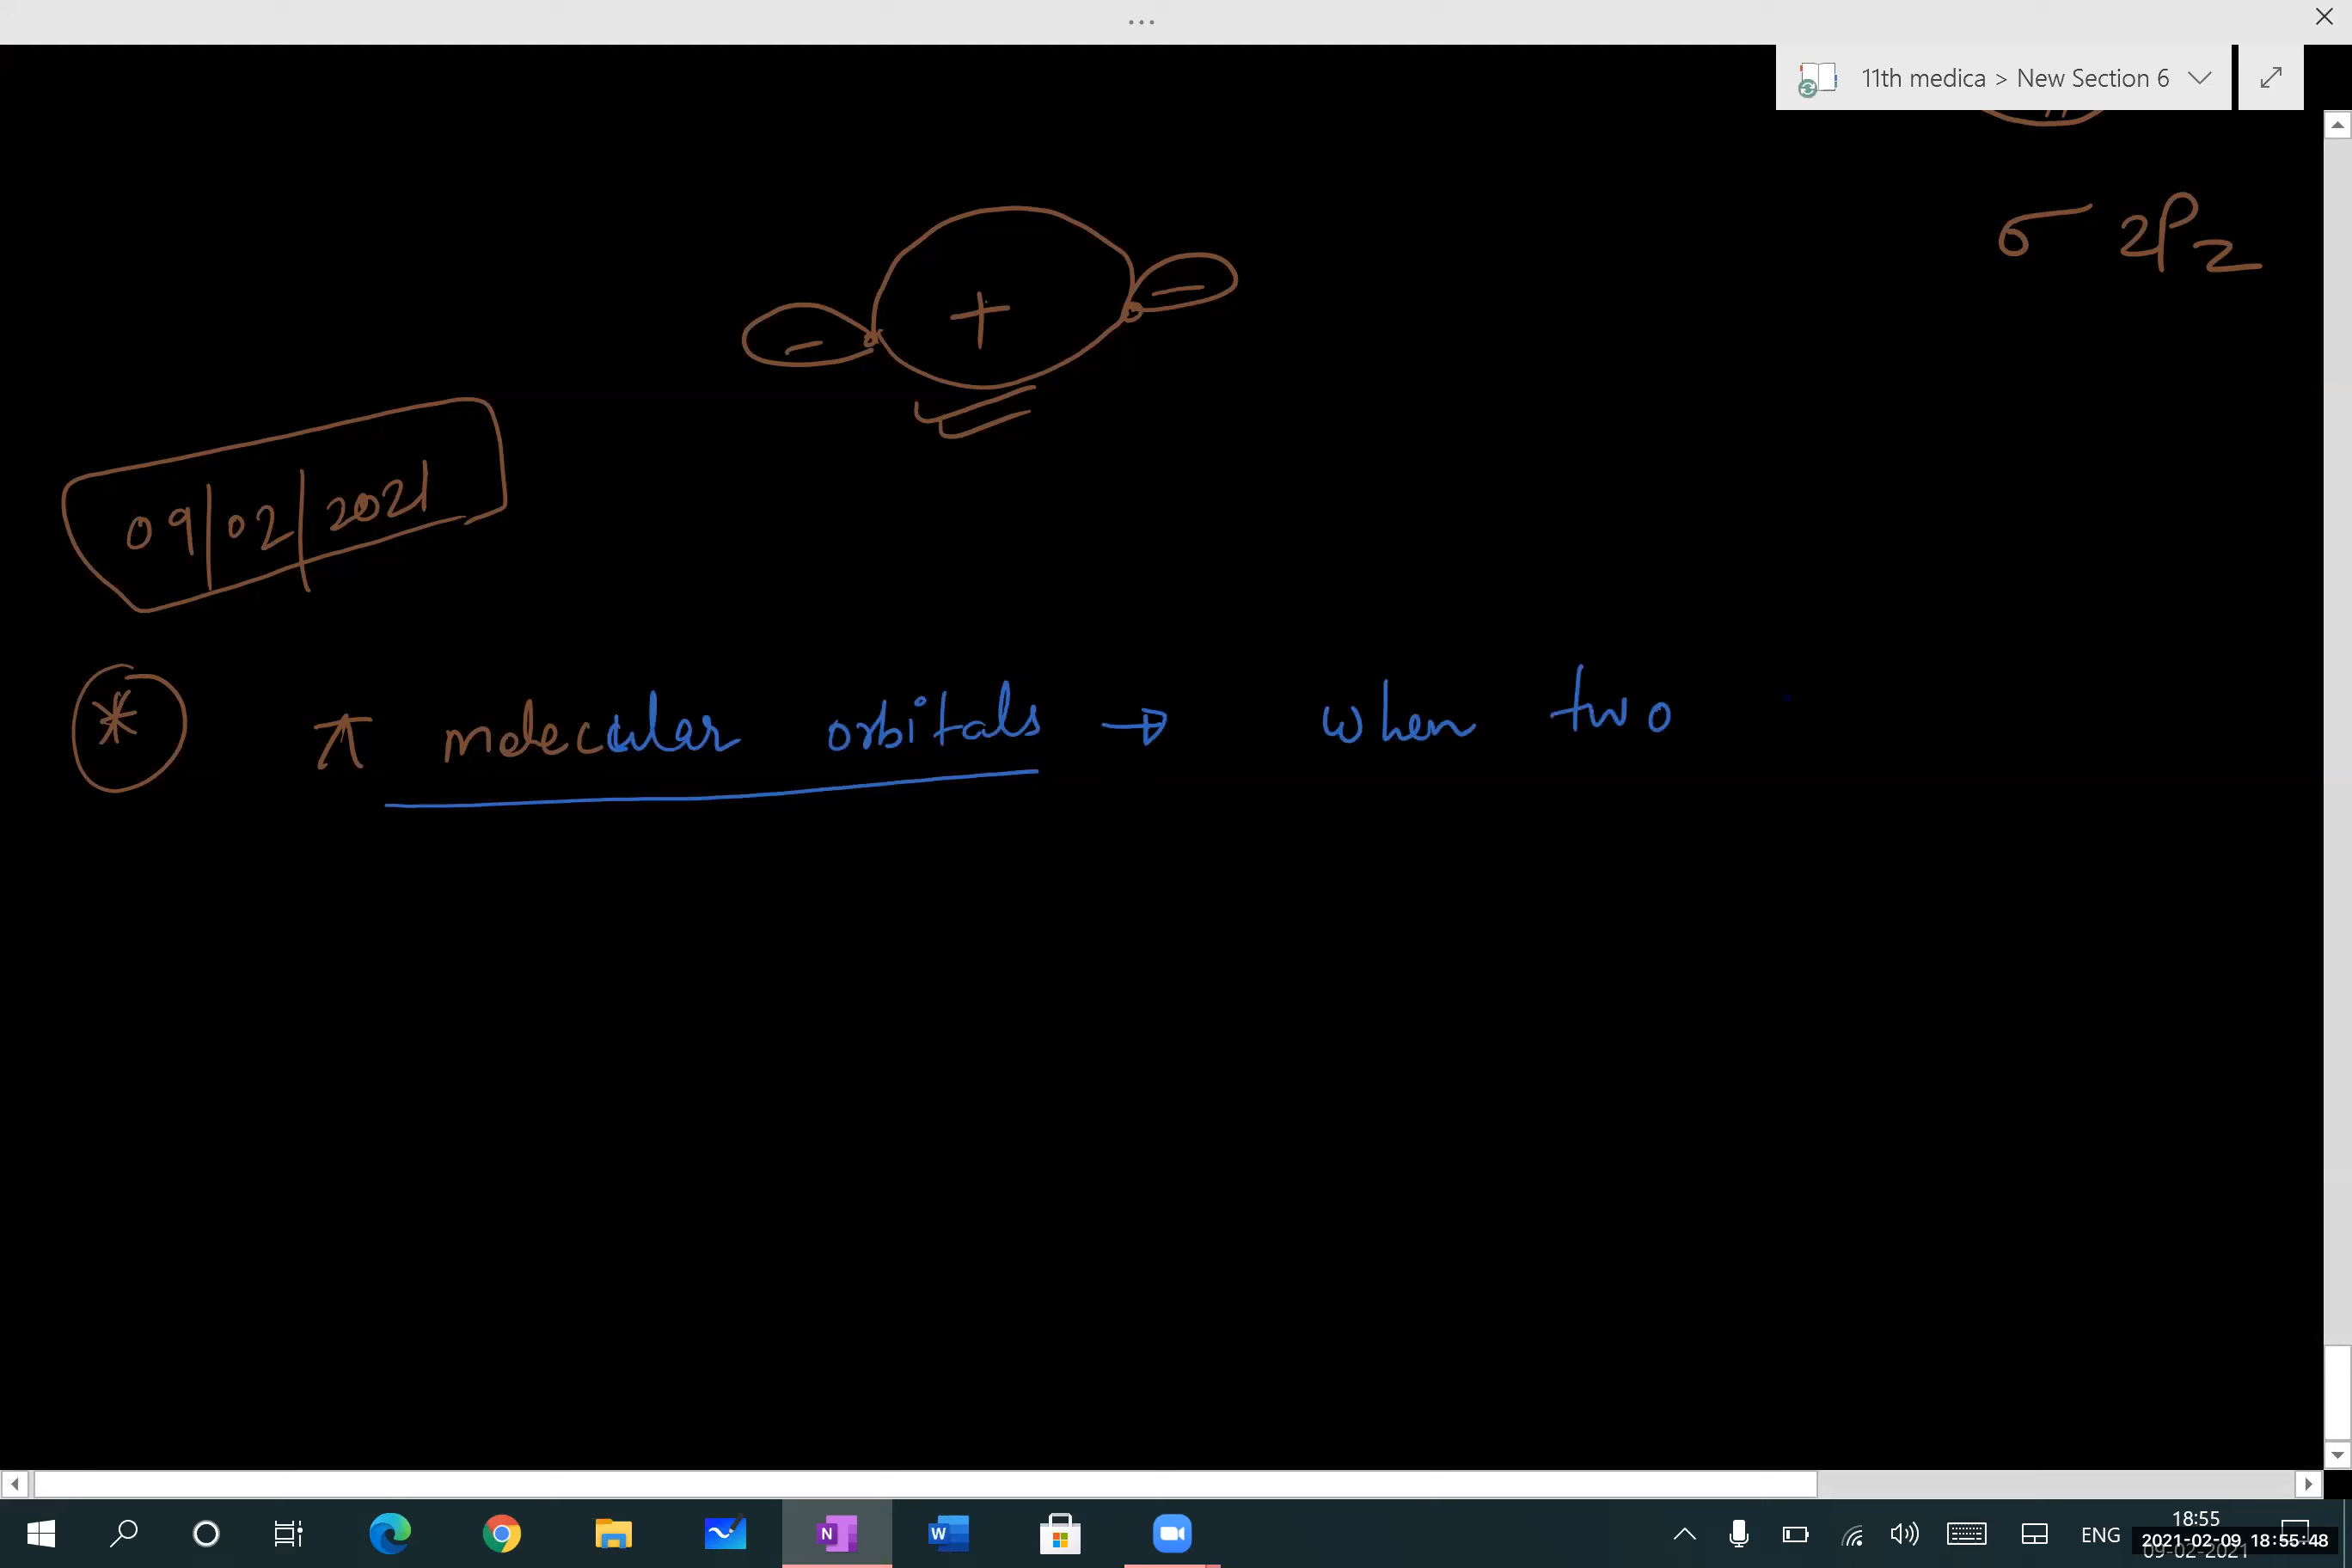 ...
11th medica > New Section 6
σ 2Pz
+
-
-
09/02/2021
* π molecular orbitals → when two
ENG
18:55
2021-02-09 18:55:48
09-02-2021